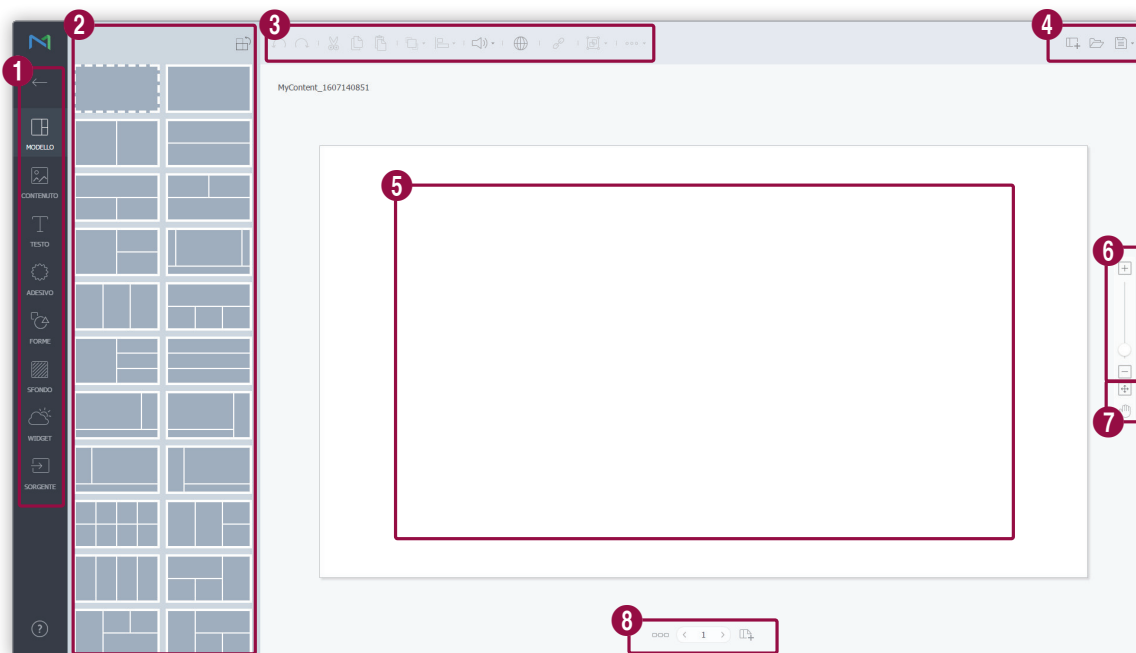 2
3
4
1
MyContent_1607140851
MODELLO
CONTENUTO
5
TESTO
6
ADESIVO
FORME
SFONDO
7
WIDGET
SORGENTE
8
1
?